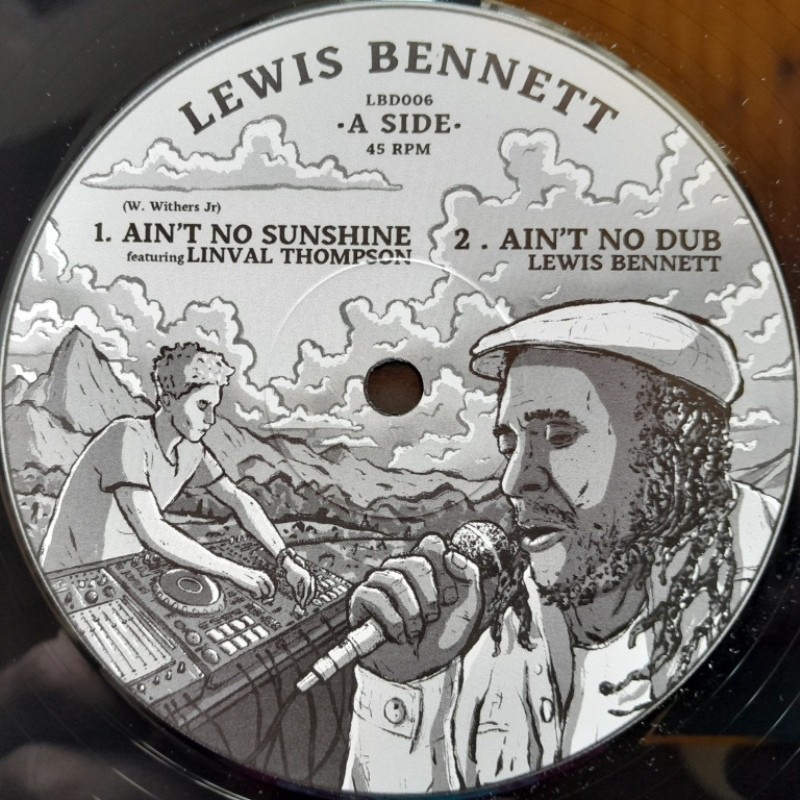 LEWIS BENNETT
LBD006
·A SIDE·
45 RPM
(W. Withers Jr)
1. AIN'T NO SUNSHINE
featuring LINVAL THOMPSON
2 . AIN'T NO DUB
LEWIS BENNETT